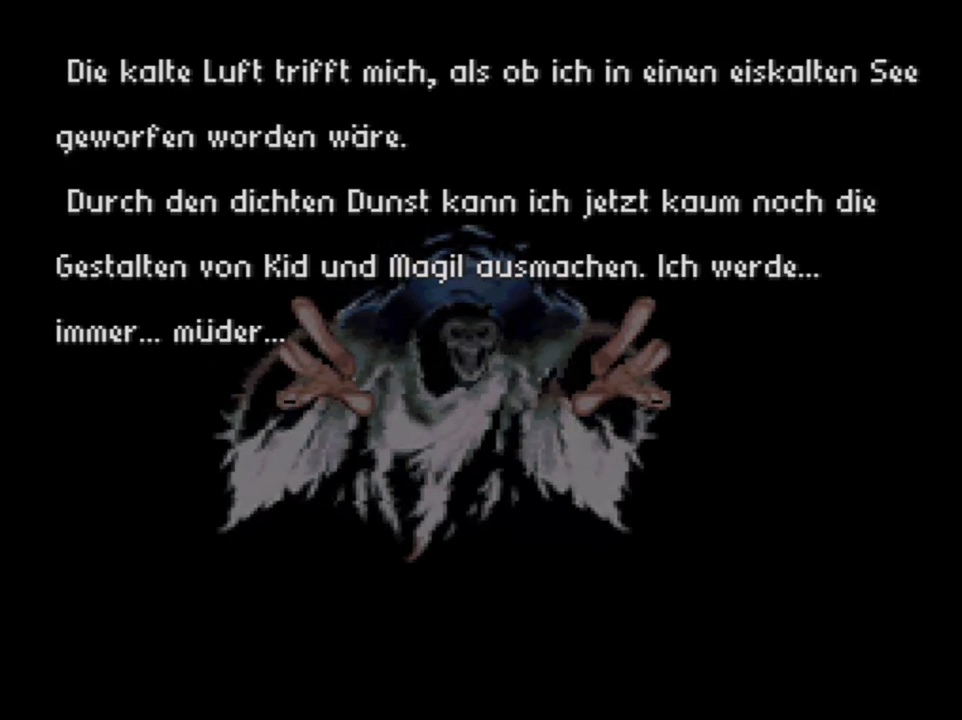 Die kalte Luft trifft mich, als ob ich in einen eiskalten See
geworfen worden wäre.
Durch den dichten Dunst kann ich jetzt kaum noch die
Gestalten von Kid und Magil ausmachen. Ich werde...
immer... müder...